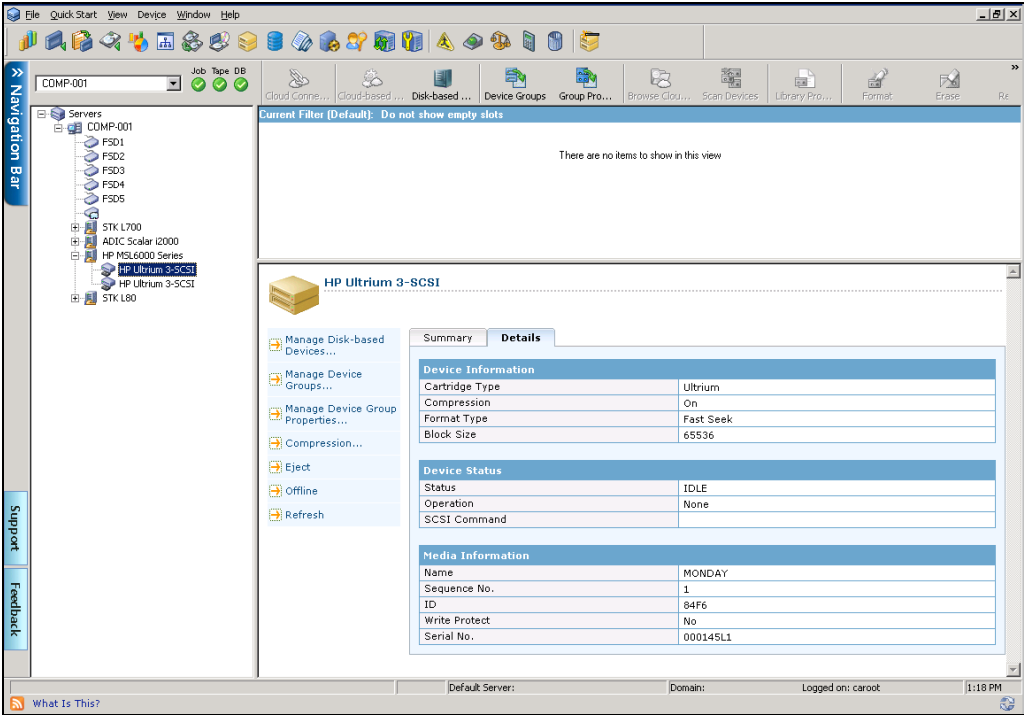 File Quick Start View Device Window Help
COMP-001
Job Tape DB
Cloud Conne... Cloud-based ... Disk-based ... Device Groups Group Pro... Browse Clou... Scan Devices Library Pro... Format Erase Re
»
» Navigation Bar
Servers
COMP-001
FSD1
FSD2
FSD3
FSD4
FSD5
STK L700
ADIC Scalar i2000
HP MSL6000 Series
HP Ultrium 3-SCSI
HP Ultrium 3-SCSI
STK L80
Current Filter (Default): Do not show empty slots
There are no items to show in this view
HP Ultrium 3-SCSI
Manage Disk-based
Devices...
Manage Device
Groups...
Manage Device Group
Properties...
Compression...
Eject
Offline
Refresh
Summary Details
Device Information
Cartridge Type Ultrium
Compression On
Format Type Fast Seek
Block Size 65536
Device Status
Status IDLE
Operation None
SCSI Command
Media Information
Name MONDAY
Sequence No. 1
ID 84F6
Write Protect No
Serial No. 000145L1
Support
Feedback
Default Server: Domain: Logged on: caroot 1:18 PM
What Is This?